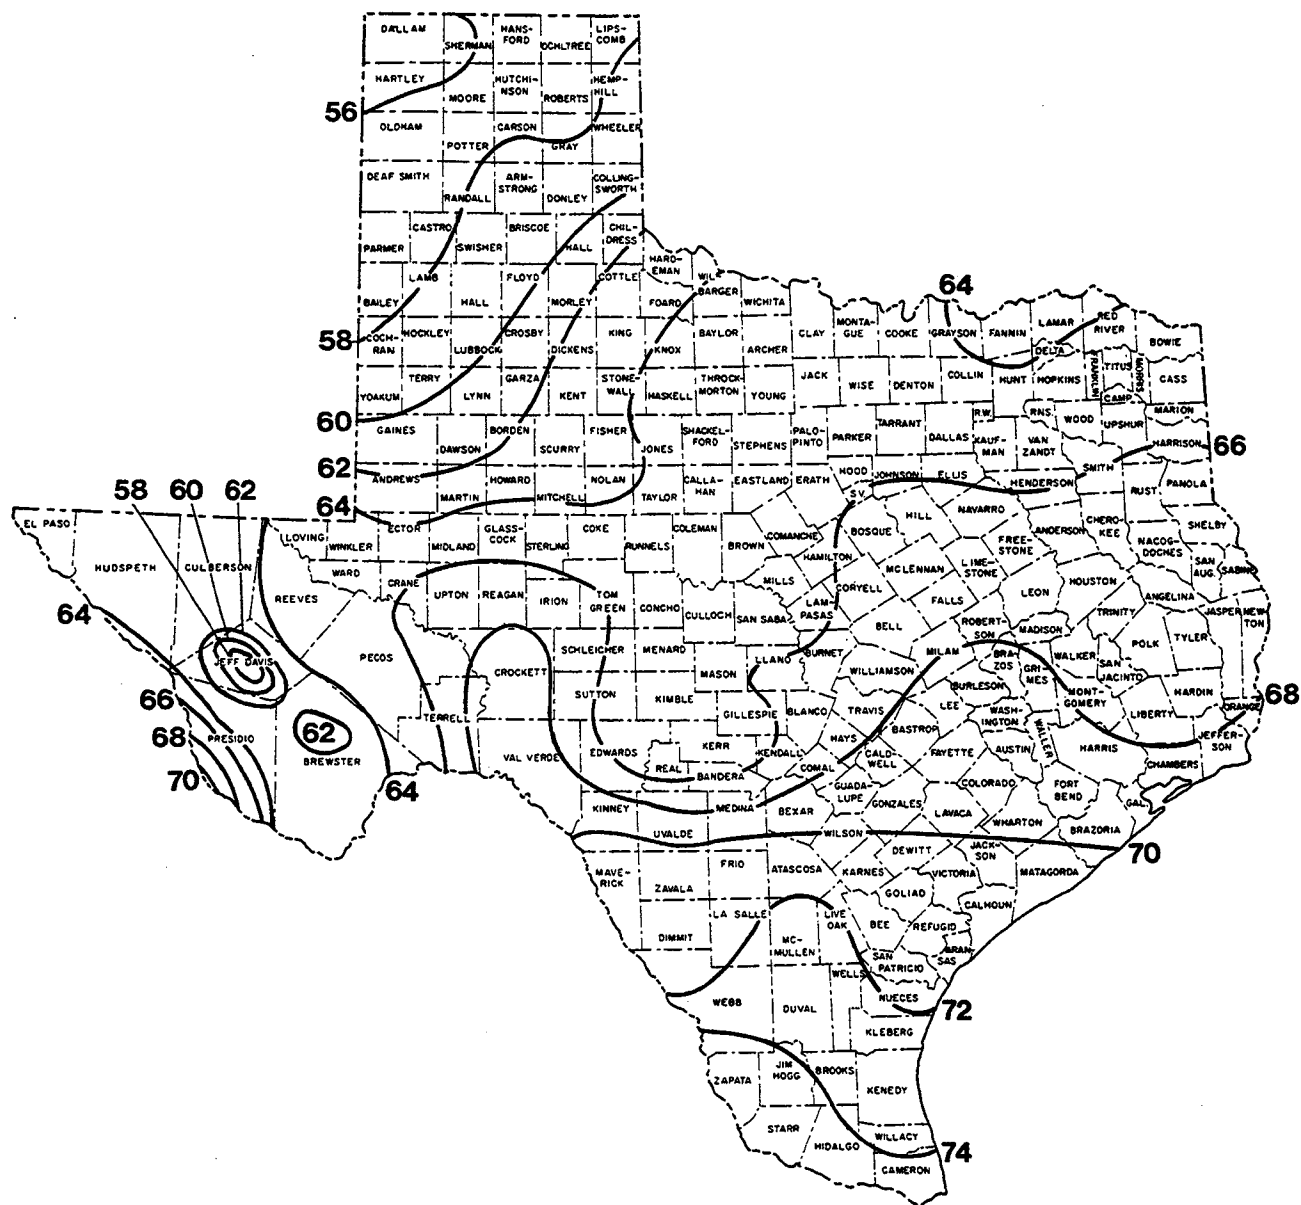 DALLAM
SHERMAN
HANS-
FORD
OCHLTREE
LIPS-
COMB
HARTLEY
MOORE
HUTCHI-
NSON
ROBERTS
HEMP-
HILL
56
OLDHAM
POTTER
CARSON
GRAY
WHEELER
DEAF SMITH
RANDALL
ARM-
STRONG
DONLEY
COLLING-
SWORTH
PARMER
CASTRO
SWISHER
BRISCOE
HALL
CHIL-
DRESS
BAILEY
LAMB
HALL
FLOYD
MORLEY
COTTLE
HARD-
EMAN
FOARD
WIL-
BARGER
WICHITA
58
COCH-
RAN
HOCKLEY
LUBBOCK
CROSBY
DICKENS
KING
KNOX
BAYLOR
ARCHER
CLAY
MONTA-
GUE
COOKE
64
GRAYSON
FANNIN
LAMAR
RED
RIVER
DELTA
BOWIE
YOAKUM
TERRY
LYNN
GARZA
KENT
STONE-
WALL
HASKELL
THROCK-
MORTON
YOUNG
JACK
WISE
DENTON
COLLIN
HUNT
HOPKINS
FRANKLIN
TITUS
MORRIS
CAMP
CASS
60
GAINES
DAWSON
BORDEN
SCURRY
FISHER
JONES
SHACKEL-
FORD
STEPHENS
PALO-
PINTO
PARKER
TARRANT
DALLAS
R.W.
KAUF-
MAN
RNS.
VAN
ZANDT
WOOD
UPSHUR
MARION
HARRISON
66
62
ANDREWS
MARTIN
HOWARD
MITCHELL
NOLAN
TAYLOR
CALLA-
HAN
EASTLAND
ERATH
HOOD
S.V.
JOHNSON
ELLIS
HENDERSON
SMITH
RUST
PANOLA
58 60 62
64
EL PASO
HUDSPETH
CULBERSON
LOVING
WINKLER
ECTOR
MIDLAND
GLASS-
COCK
STERLING
COKE
RUNNELS
COLEMAN
BROWN
COMANCHE
HAMILTON
BOSQUE
HILL
NAVARRO
FREE-
STONE
ANDERSON
CHERO-
KEE
NACOG-
DOCHES
SHELBY
SAN
AUG.
SABINE
REEVES
WARD
CRANE
UPTON
REAGAN
IRION
TOM
GREEN
CONCHO
CULLOCH
SAN SABA
MILLS
LAM-
PASAS
CORYELL
MCLENNAN
LIME-
STONE
FALLS
LEON
HOUSTON
ANGELINA
TRINITY
JASPER
NEW-
TON
64
JEFF DAVIS
PECOS
CROCKETT
SCHLEICHER
MENARD
MASON
LLANO
BURNET
BELL
MILAM
ROBERT-
SON
MADISON
BRA-
ZOS
GRI-
MES
WALKER
SAN
JACINTO
POLK
TYLER
HARDIN
66
68
70
PRESIDIO
62
BREWSTER
64
TERRELL
VAL VERDE
SUTTON
KIMBLE
GILLESPIE
BLANCO
TRAVIS
WILLIAMSON
BURLESON
LEE
WASH-
INGTON
MONT-
GOMERY
LIBERTY
ORANGE
68
JEFFER-
SON
EDWARDS
REAL
KERR
BANDERA
KENDALL
HAYS
COMAL
CALD-
WELL
BASTROP
FAYETTE
AUSTIN
WALLER
HARRIS
CHAMBERS
KINNEY
UVALDE
MEDINA
BEXAR
GUADA-
LUPE
GONZALES
LAVACA
COLORADO
WHARTON
FORT
BEND
GAL.
BRAZORIA
WILSON
70
MAVE-
RICK
ZAVALA
FRIO
ATASCOSA
KARNES
DEWITT
JACK-
SON
VICTORIA
MATAGORDA
GOLIAD
CALHOUN
DIMMIT
LA SALLE
MC-
MULLEN
LIVE
OAK
BEE
REFUGIO
ARAN-
SAS
SAN
PATRICIO
WEBB
DUVAL
WELLS
NUECES
72
KLEBERG
ZAPATA
JIM
HOGG
BROOKS
KENEDY
STARR
HIDALGO
WILLACY
74
CAMERON